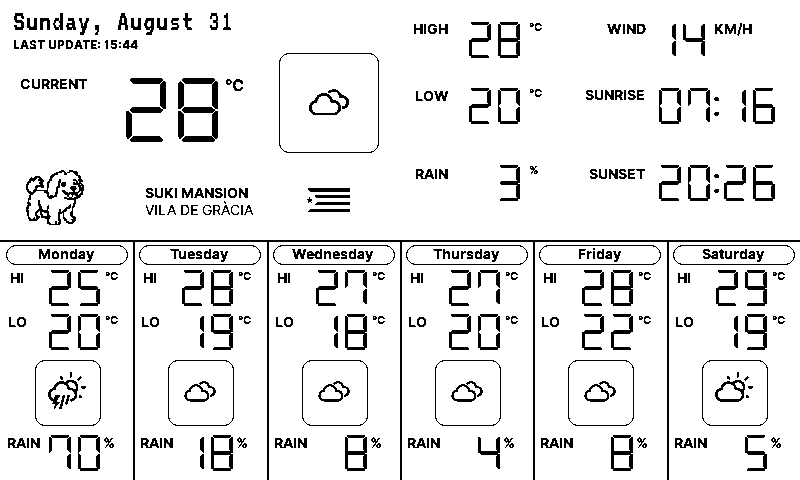 Sunday, August 31
LAST UPDATE: 15:44
CURRENT 28 °C
HIGH 28 °C
LOW 20 °C
RAIN 3 %
WIND 14 KM/H
SUNRISE 07:16
SUNSET 20:26
SUKI MANSION
VILA DE GRÀCIA
Monday
HI 25 °C
LO 20 °C
RAIN 70 %
Tuesday
HI 28 °C
LO 19 °C
RAIN 18 %
Wednesday
HI 27 °C
LO 18 °C
RAIN 8 %
Thursday
HI 27 °C
LO 20 °C
RAIN 4 %
Friday
HI 28 °C
LO 22 °C
RAIN 8 %
Saturday
HI 29 °C
LO 19 °C
RAIN 5 %